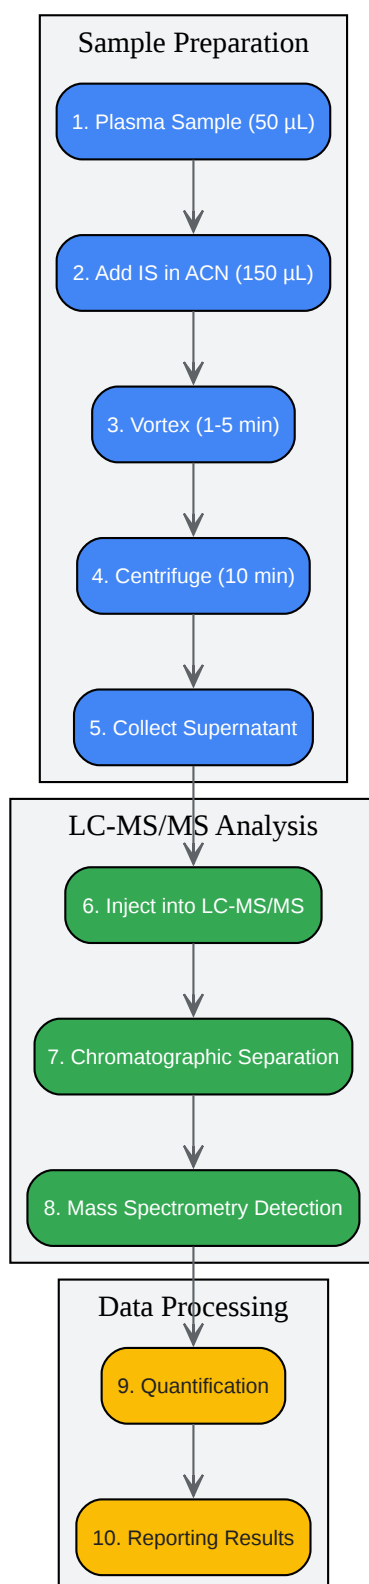 Sample Preparation
1. Plasma Sample (50 µL)
2. Add IS in ACN (150 µL)
3. Vortex (1-5 min)
4. Centrifuge (10 min)
5. Collect Supernatant
LC-MS/MS Analysis
6. Inject into LC-MS/MS
7. Chromatographic Separation
8. Mass Spectrometry Detection
Data Processing
9. Quantification
10. Reporting Results